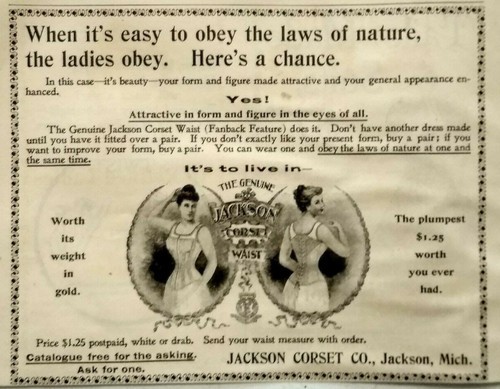 When it's easy to obey the laws of nature,
the ladies obey. Here's a chance.
In this case—it's beauty—your form and figure made attractive and your general appearance en-
hanced.
Yes!
Attractive in form and figure in the eyes of all.
The Genuine Jackson Corset Waist (Fanback Feature) does it. Don't have another dress made
until you have it fitted over a pair. If you don't exactly like your present form, buy a pair; if you
want to improve your form, buy a pair. You can wear one and obey the laws of nature at one and
the same time.
It's to live in—
THE GENUINE
JACKSON
CORSET
WAIST
Worth
its
weight
in
gold.
The plumpest
$1.25
worth
you ever
had.
Price $1.25 postpaid, white or drab. Send your waist measure with order.
Catalogue free for the asking.
Ask for one.
JACKSON CORSET CO., Jackson, Mich.